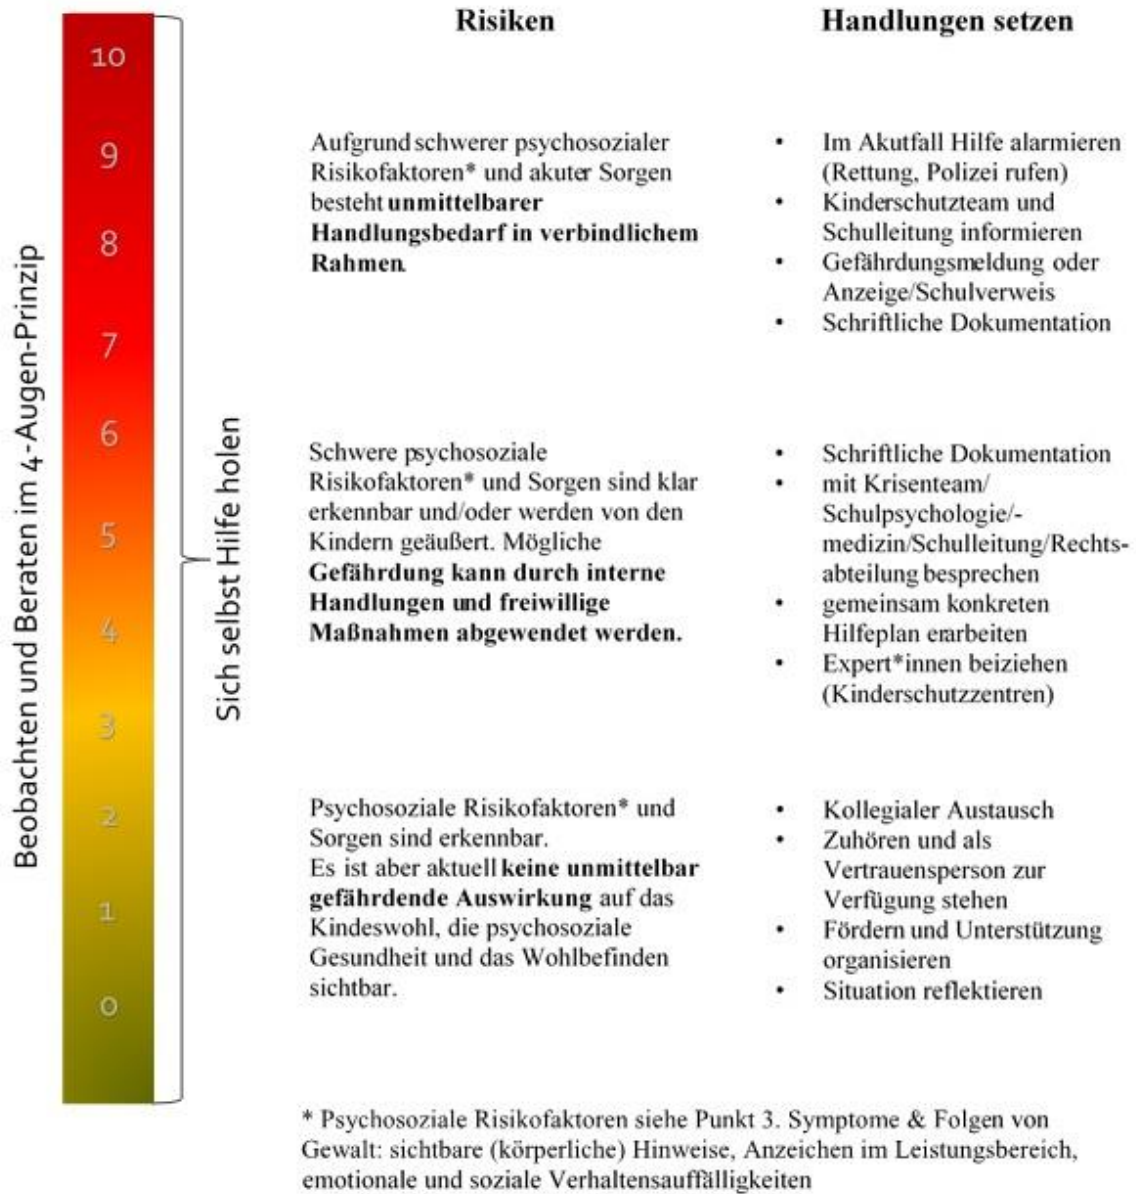 Beobachten und Beraten im 4-Augen-Prinzip
10
9
8
7
6
5
4
3
2
1
0
Sich selbst Hilfe holen
Risiken
Aufgrund schwerer psychosozialer
Risikofaktoren* und akuter Sorgen
besteht unmittelbarer
Handlungsbedarf in verbindlichem
Rahmen.
Schwere psychosoziale
Risikofaktoren* und Sorgen sind klar
erkennbar und/oder werden von den
Kindern geäußert. Mögliche
Gefährdung kann durch interne
Handlungen und freiwillige
Maßnahmen abgewendet werden.
Psychosoziale Risikofaktoren* und
Sorgen sind erkennbar.
Es ist aber aktuell keine unmittelbar
gefährdende Auswirkung auf das
Kindeswohl, die psychosoziale
Gesundheit und das Wohlbefinden
sichtbar.
Handlungen setzen
• Im Akutfall Hilfe alarmieren
(Rettung, Polizei rufen)
• Kinderschutzteam und
Schulleitung informieren
• Gefährdungsmeldung oder
Anzeige/Schulverweis
• Schriftliche Dokumentation
• Schriftliche Dokumentation
• mit Krisenteam/
Schulpsychologie/-
medizin/Schulleitung/Rechts-
abteilung besprechen
• gemeinsam konkreten
Hilfeplan erarbeiten
• Expert*innen beiziehen
(Kinderschutzzentren)
• Kollegialer Austausch
• Zuhören und als
Vertrauensperson zur
Verfügung stehen
• Fördern und Unterstützung
organisieren
• Situation reflektieren
* Psychosoziale Risikofaktoren siehe Punkt 3. Symptome & Folgen von
Gewalt: sichtbare (körperliche) Hinweise, Anzeichen im Leistungsbereich,
emotionale und soziale Verhaltensauffälligkeiten